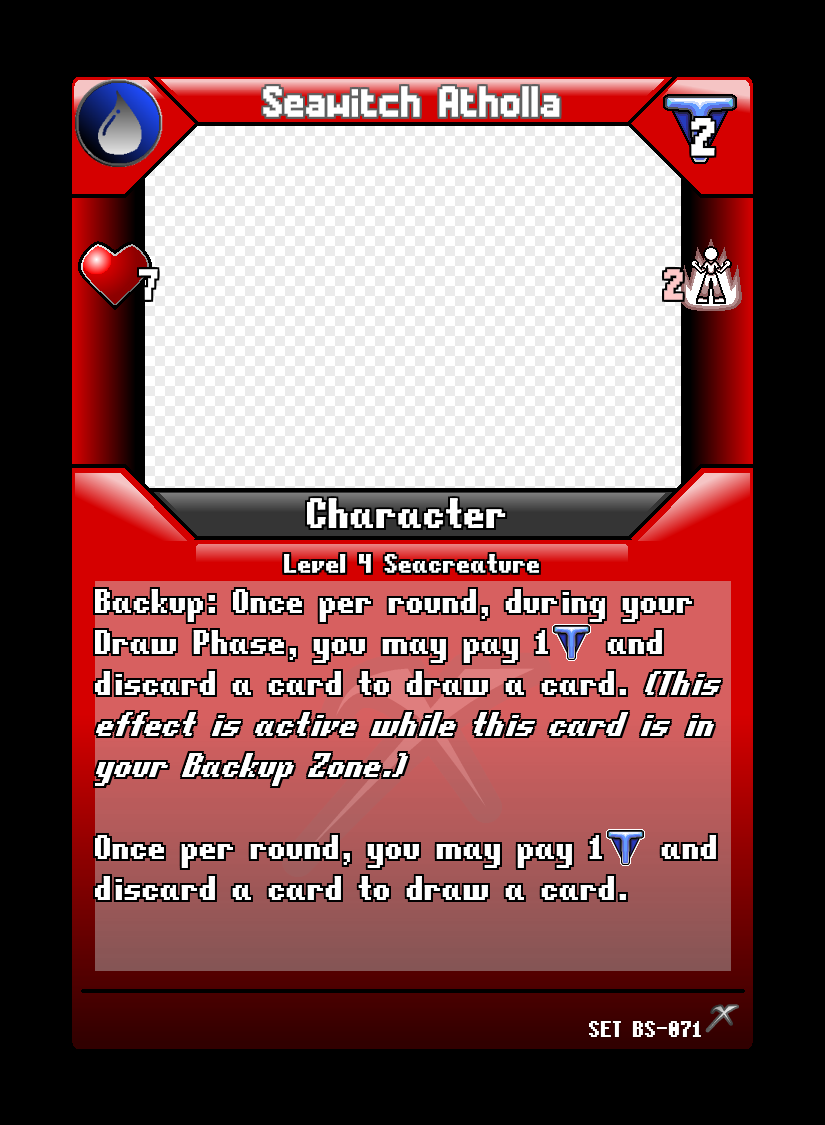 Seawitch Atholla
2
7
2
Character
Level 4 Seacreature
Backup: Once per round, during your
Draw Phase, you may pay 1T and
discard a card to draw a card. (This
effect is active while this card is in
your Backup Zone.)
Once per round, you may pay 1T and
discard a card to draw a card.
SET BS-071